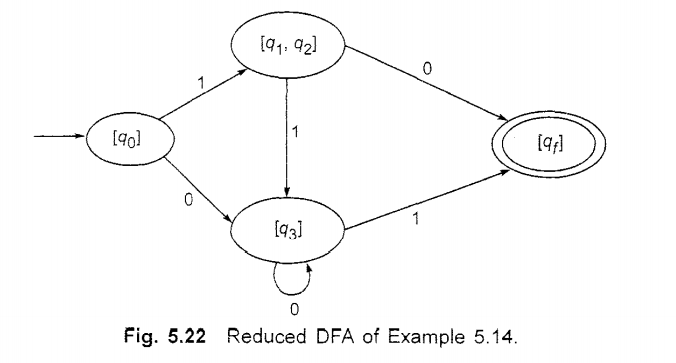 [q1, q2]
0
1
[q0]
1
[qf]
0
[q3]
1
0
Fig. 5.22 Reduced DFA of Example 5.14.